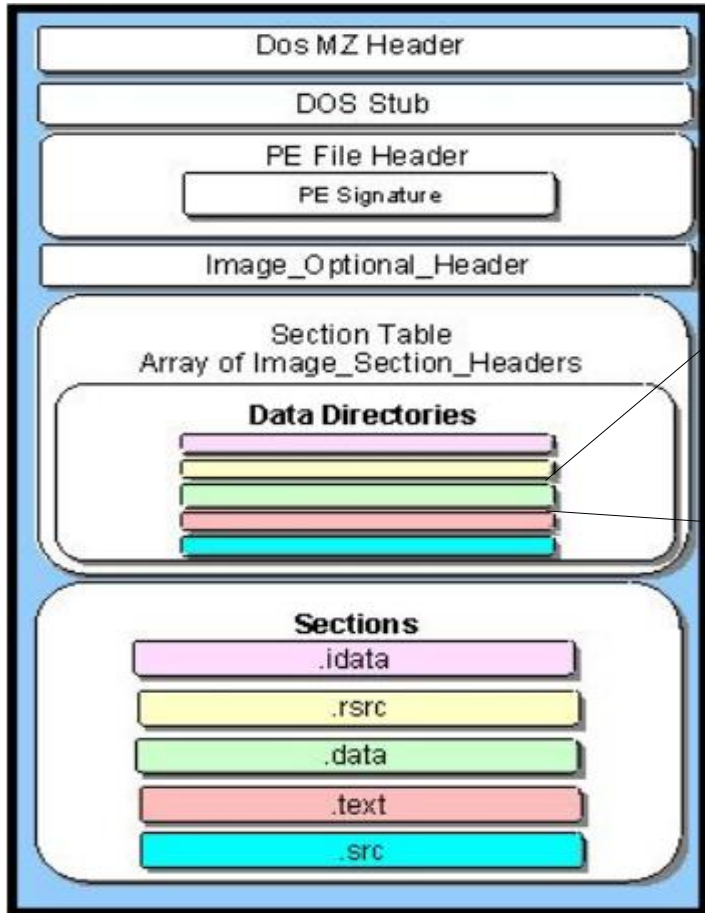 Dos MZ Header
DOS Stub
PE File Header
PE Signature
Image_Optional_Header
Section Table
Array of Image_Section_Headers
Data Directories
Sections
.idata
.rsrc
.data
.text
.src